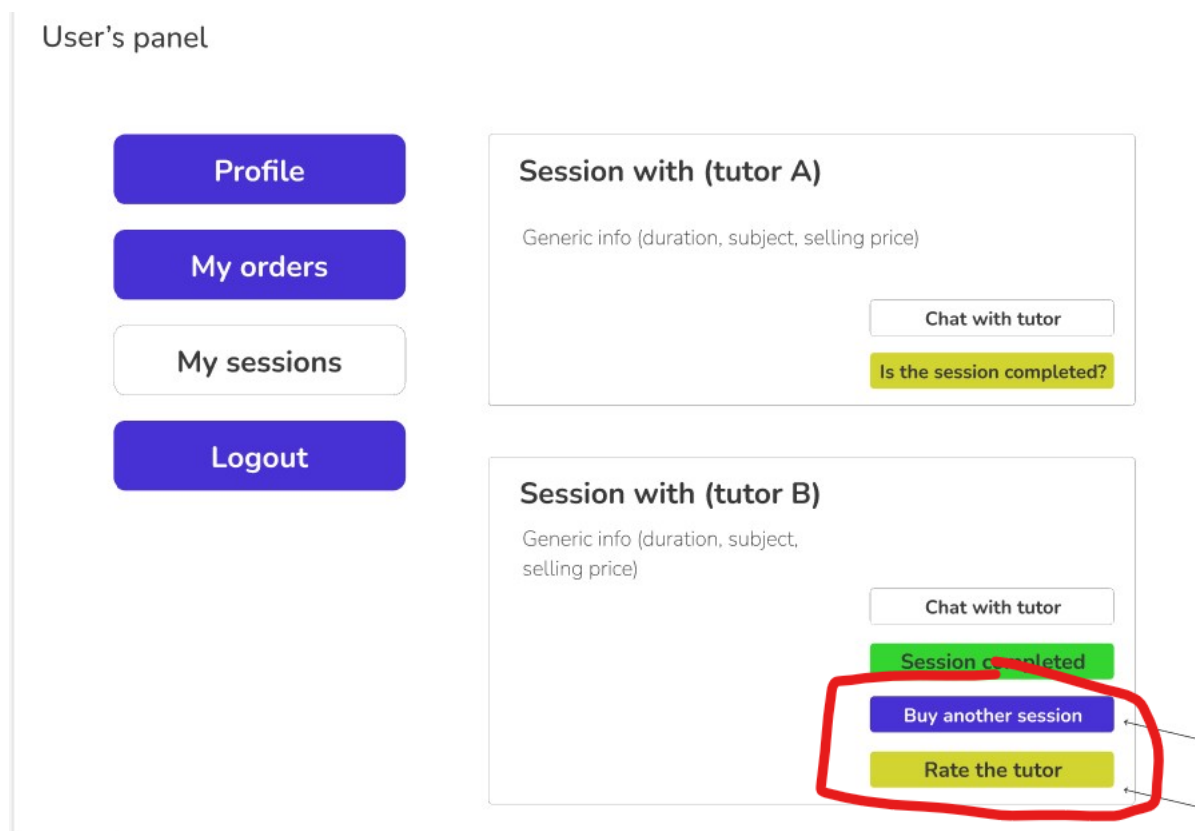 User's panel
Profile
My orders
My sessions
Logout
Session with (tutor A)
Generic info (duration, subject, selling price)
Chat with tutor
Is the session completed?
Session with (tutor B)
Generic info (duration, subject,
selling price)
Chat with tutor
Session completed
Buy another session
Rate the tutor